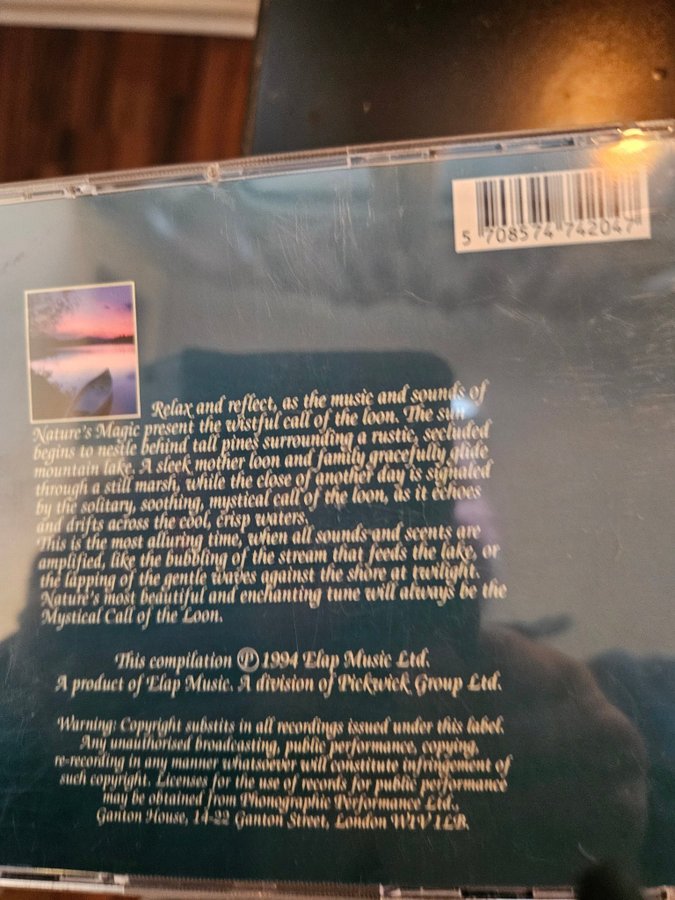 5 708574 742047
Relax and reflect, as the music and sounds of
Nature's Magic present the wistful call of the loon. The sun
begins to nestle behind tall pines surrounding a rustic, secluded
mountain lake. A sleek mother loon and family gracefully glide
through a still marsh, while the close of another day is signaled
by the solitary, soothing, mystical call of the loon, as it echoes
and drifts across the cool, crisp waters.
This is the most alluring time, when all sounds and scents are
amplified, like the bubbling of the stream that feeds the lake, or
the lapping of the gentle waves against the shore at twilight.
Nature's most beautiful and enchanting tune will always be the
Mystical Call of the Loon.
This compilation ℗ 1994 Elap Music Ltd.
A product of Elap Music. A division of Pickwick Group Ltd.
Warning: Copyright substits in all recordings issued under this label.
Any unauthorised broadcasting, public performance, copying,
re-recording in any manner whatsoever will constitute infringement of
such copyright. Licenses for the use of records for public performance
may be obtained from Phonographic Performance Ltd.,
Ganton House, 14-22 Ganton Street, London W1V 1LB.